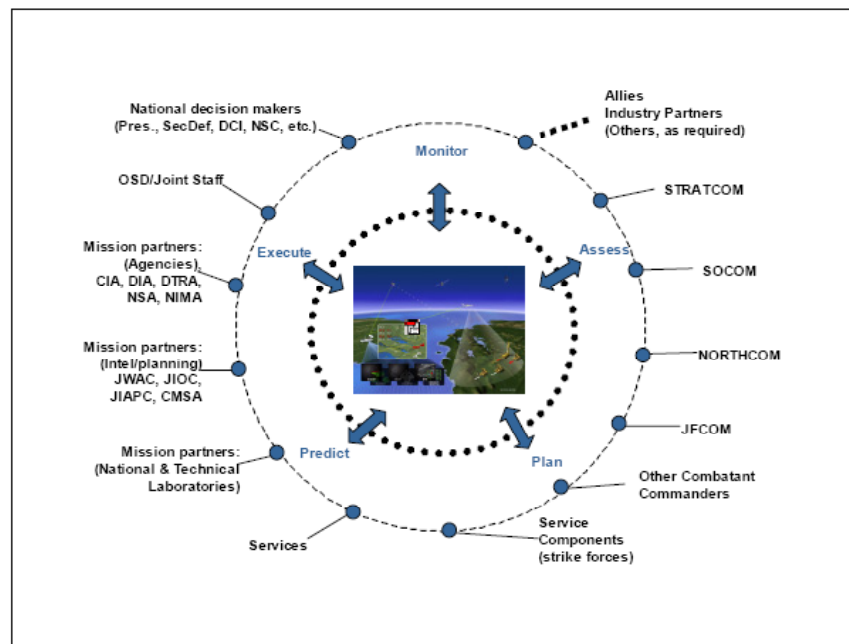 National decision makers
(Pres., SecDef, DCI, NSC, etc.)
Allies
Industry Partners
(Others, as required)
Monitor
OSD/Joint Staff
STRATCOM
Execute
Assess
Mission partners:
(Agencies),
CIA, DIA, DTRA,
NSA, NIMA
SOCOM
Mission partners:
(Intel/planning)
JWAC, JIOC,
JIAPC, CMSA
NORTHCOM
JFCOM
Mission partners:
(National & Technical
Laboratories)
Predict
Plan
Other Combatant
Commanders
Services
Service
Components
(strike forces)